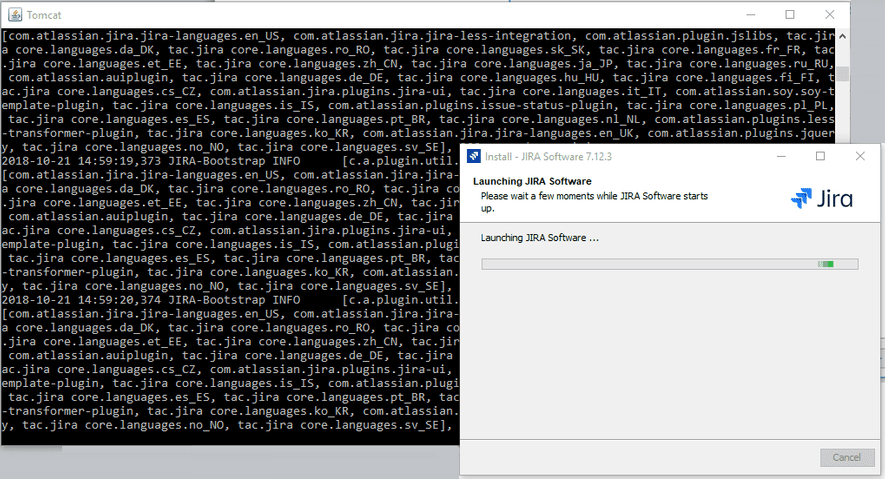 Tomcat
[com.atlassian.jira.jira-languages.en_US, com.atlassian.jira.jira-less-integration, com.atlassian.plugin.jslibs, tac.jir
a core.languages.da_DK, tac.jira core.languages.ro_RO, tac.jira core.languages.sk_SK, tac.jira core.languages.fr_FR, tac
.jira core.languages.et_EE, tac.jira core.languages.zh_CN, tac.jira core.languages.ja_JP, tac.jira core.languages.ru_RU,
 com.atlassian.auiplugin, tac.jira core.languages.de_DE, tac.jira core.languages.hu_HU, tac.jira core.languages.fi_FI, t
ac.jira core.languages.cs_CZ, com.atlassian.jira.plugins.jira-ui, tac.jira core.languages.it_IT, com.atlassian.soy.soy-t
emplate-plugin, tac.jira core.languages.is_IS, com.atlassian.plugins.issue-status-plugin, tac.jira core.languages.pl_PL,
 tac.jira core.languages.es_ES, tac.jira core.languages.pt_BR, tac.jira core.languages.nl_NL, com.atlassian.plugins.less
-transformer-plugin, tac.jira core.languages.ko_KR, com.atlassian.jira.jira-languages.en_UK, com.atlassian.plugins.jquer
y, tac.jira core.languages.no_NO, tac.jira core.languages.sv_SE],
2018-10-21 14:59:19,373 JIRA-Bootstrap INFO [c.a.plugin.util.
[com.atlassian.jira.jira-languages.en_US, com.atlassian.jira.jira-
a core.languages.da_DK, tac.jira core.languages.ro_RO, tac.jira co
.jira core.languages.et_EE, tac.jira core.languages.zh_CN, tac.jir
 com.atlassian.auiplugin, tac.jira core.languages.de_DE, tac.jira
ac.jira core.languages.cs_CZ, com.atlassian.jira.plugins.jira-ui,
emplate-plugin, tac.jira core.languages.is_IS, com.atlassian.plugi
 tac.jira core.languages.es_ES, tac.jira core.languages.pt_BR, tac
-transformer-plugin, tac.jira core.languages.ko_KR, com.atlassian.
y, tac.jira core.languages.no_NO, tac.jira core.languages.sv_SE],
2018-10-21 14:59:20,374 JIRA-Bootstrap INFO [c.a.plugin.util.
[com.atlassian.jira.jira-languages.en_US, com.atlassian.jira.jira-
a core.languages.da_DK, tac.jira core.languages.ro_RO, tac.jira co
.jira core.languages.et_EE, tac.jira core.languages.zh_CN, tac.jir
 com.atlassian.auiplugin, tac.jira core.languages.de_DE, tac.jira
ac.jira core.languages.cs_CZ, com.atlassian.jira.plugins.jira-ui,
emplate-plugin, tac.jira core.languages.is_IS, com.atlassian.plugi
 tac.jira core.languages.es_ES, tac.jira core.languages.pt_BR, tac
-transformer-plugin, tac.jira core.languages.ko_KR, com.atlassian.
y, tac.jira core.languages.no_NO, tac.jira core.languages.sv_SE],
Install - JIRA Software 7.12.3
Launching JIRA Software
Please wait a few moments while JIRA Software starts
up.
Jira
Launching JIRA Software ...
Cancel